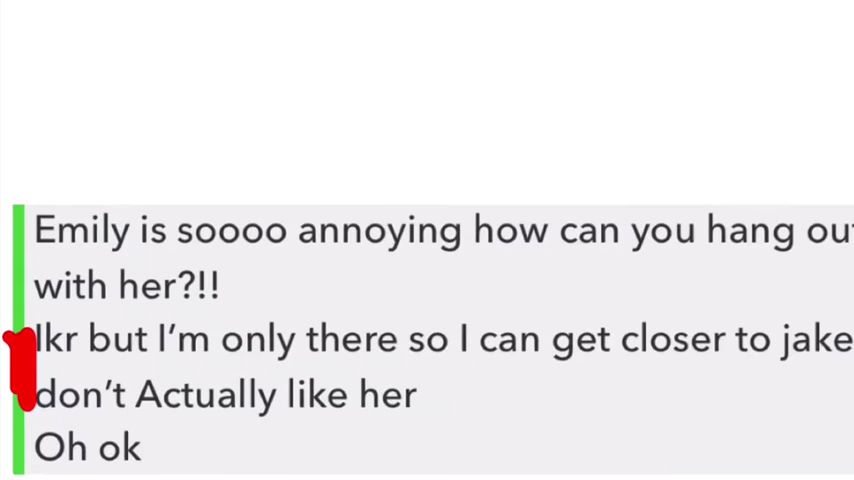 Emily is soooo annoying how can you hang out
with her?!!
Ikr but I’m only there so I can get closer to jake
don’t Actually like her
Oh ok